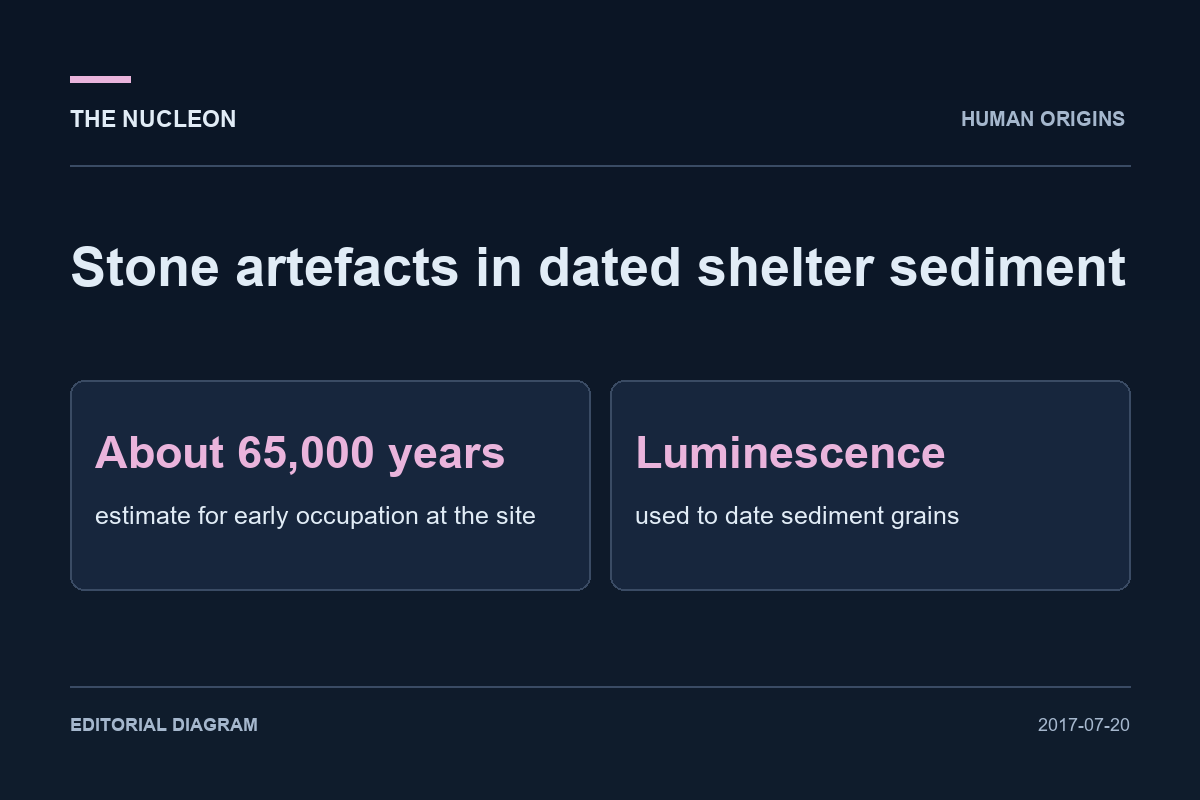 THE NUCLEON
HUMAN ORIGINS
Stone artefacts in dated shelter sediment
About 65,000 years
estimate for early occupation at the site
Luminescence
used to date sediment grains
EDITORIAL DIAGRAM
2017-07-20